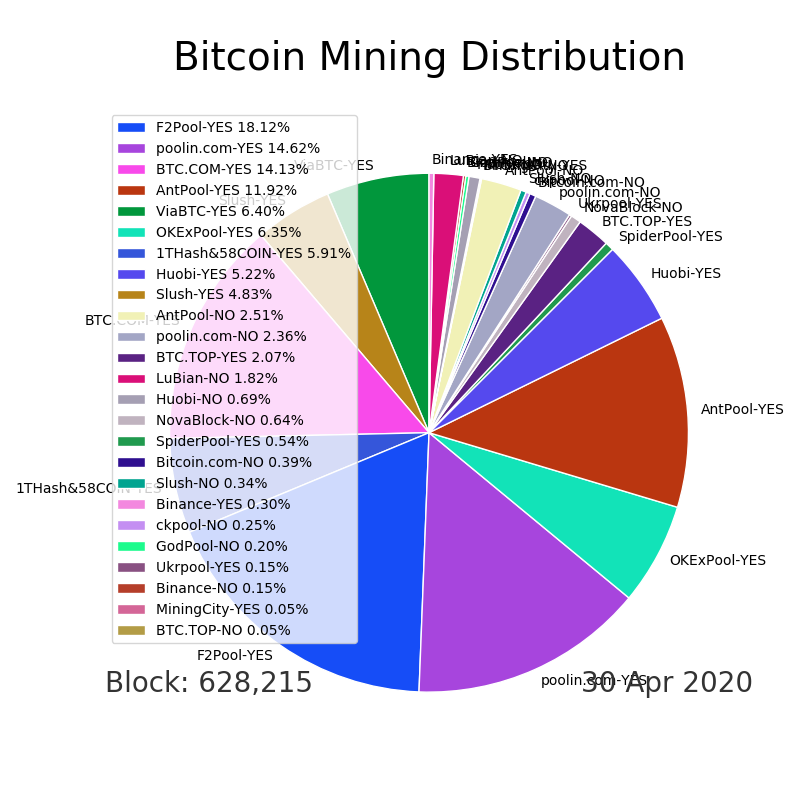 Bitcoin Mining Distribution
F2Pool-YES 18.12%
poolin.com-YES 14.62%
BTC.COM-YES 14.13%
AntPool-YES 11.92%
ViaBTC-YES 6.40%
OKExPool-YES 6.35%
1THash&58COIN-YES 5.91%
Huobi-YES 5.22%
Slush-YES 4.83%
AntPool-NO 2.51%
poolin.com-NO 2.36%
BTC.TOP-YES 2.07%
LuBian-NO 1.82%
Huobi-NO 0.69%
NovaBlock-NO 0.64%
SpiderPool-YES 0.54%
Bitcoin.com-NO 0.39%
Slush-NO 0.34%
Binance-YES 0.30%
ckpool-NO 0.25%
GodPool-NO 0.20%
Ukrpool-YES 0.15%
Binance-NO 0.15%
MiningCity-YES 0.05%
BTC.TOP-NO 0.05%
ViaBTC-YES
Slush-YES
BTC.COM-YES
1THash&58COIN-YES
F2Pool-YES
poolin.com-YES
OKExPool-YES
AntPool-YES
Huobi-YES
SpiderPool-YES
BTC.TOP-YES
NovaBlock-NO
Ukrpool-YES
poolin.com-NO
Bitcoin.com-NO
ckpool-NO
Slush-NO
AntPool-NO
Binance-YES
Block: 628,215
30 Apr 2020